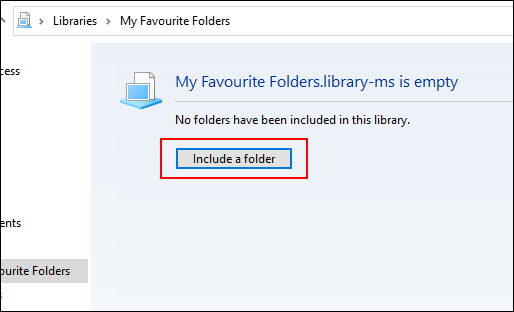 Libraries > My Favourite Folders
cess
My Favourite Folders.library-ms is empty
No folders have been included in this library.
Include a folder
ents
ourite Folders